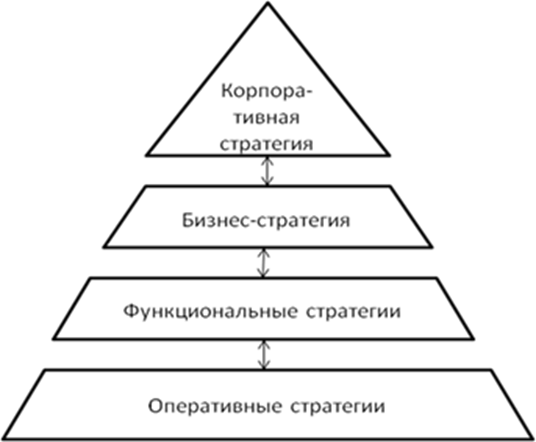 Корпора-
тивная
стратегия
Бизнес-стратегия
Функциональные стратегии
Оперативные стратегии